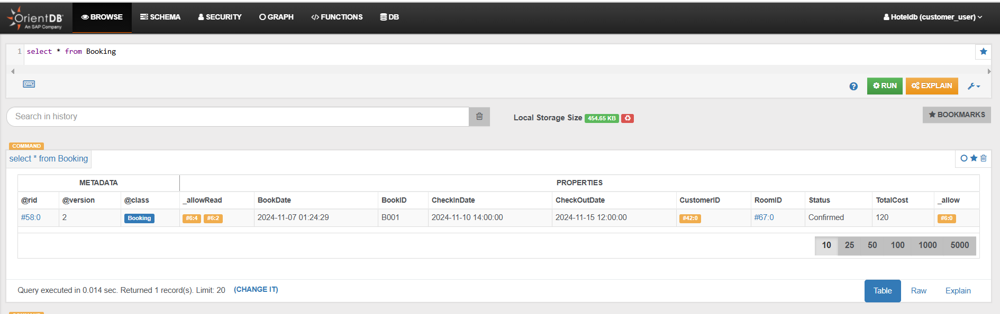 OrientDB
An SAP Company
BROWSE SCHEMA SECURITY GRAPH FUNCTIONS DB Hoteldb (customer_user)
1 select * from Booking
RUN EXPLAIN
Search in history Local Storage Size 454.65 KB BOOKMARKS
COMMAND
select * from Booking
METADATA PROPERTIES
@rid @version @class _allowRead BookDate BookID CheckInDate CheckOutDate CustomerID RoomID Status TotalCost _allow
#58:0 2 Booking #6:4 #6:2 2024-11-07 01:24:29 B001 2024-11-10 14:00:00 2024-11-15 12:00:00 #42:0 #67:0 Confirmed 120 #6:0
10 25 50 100 1000 5000
Query executed in 0.014 sec. Returned 1 record(s). Limit: 20 (CHANGE IT) Table Raw Explain